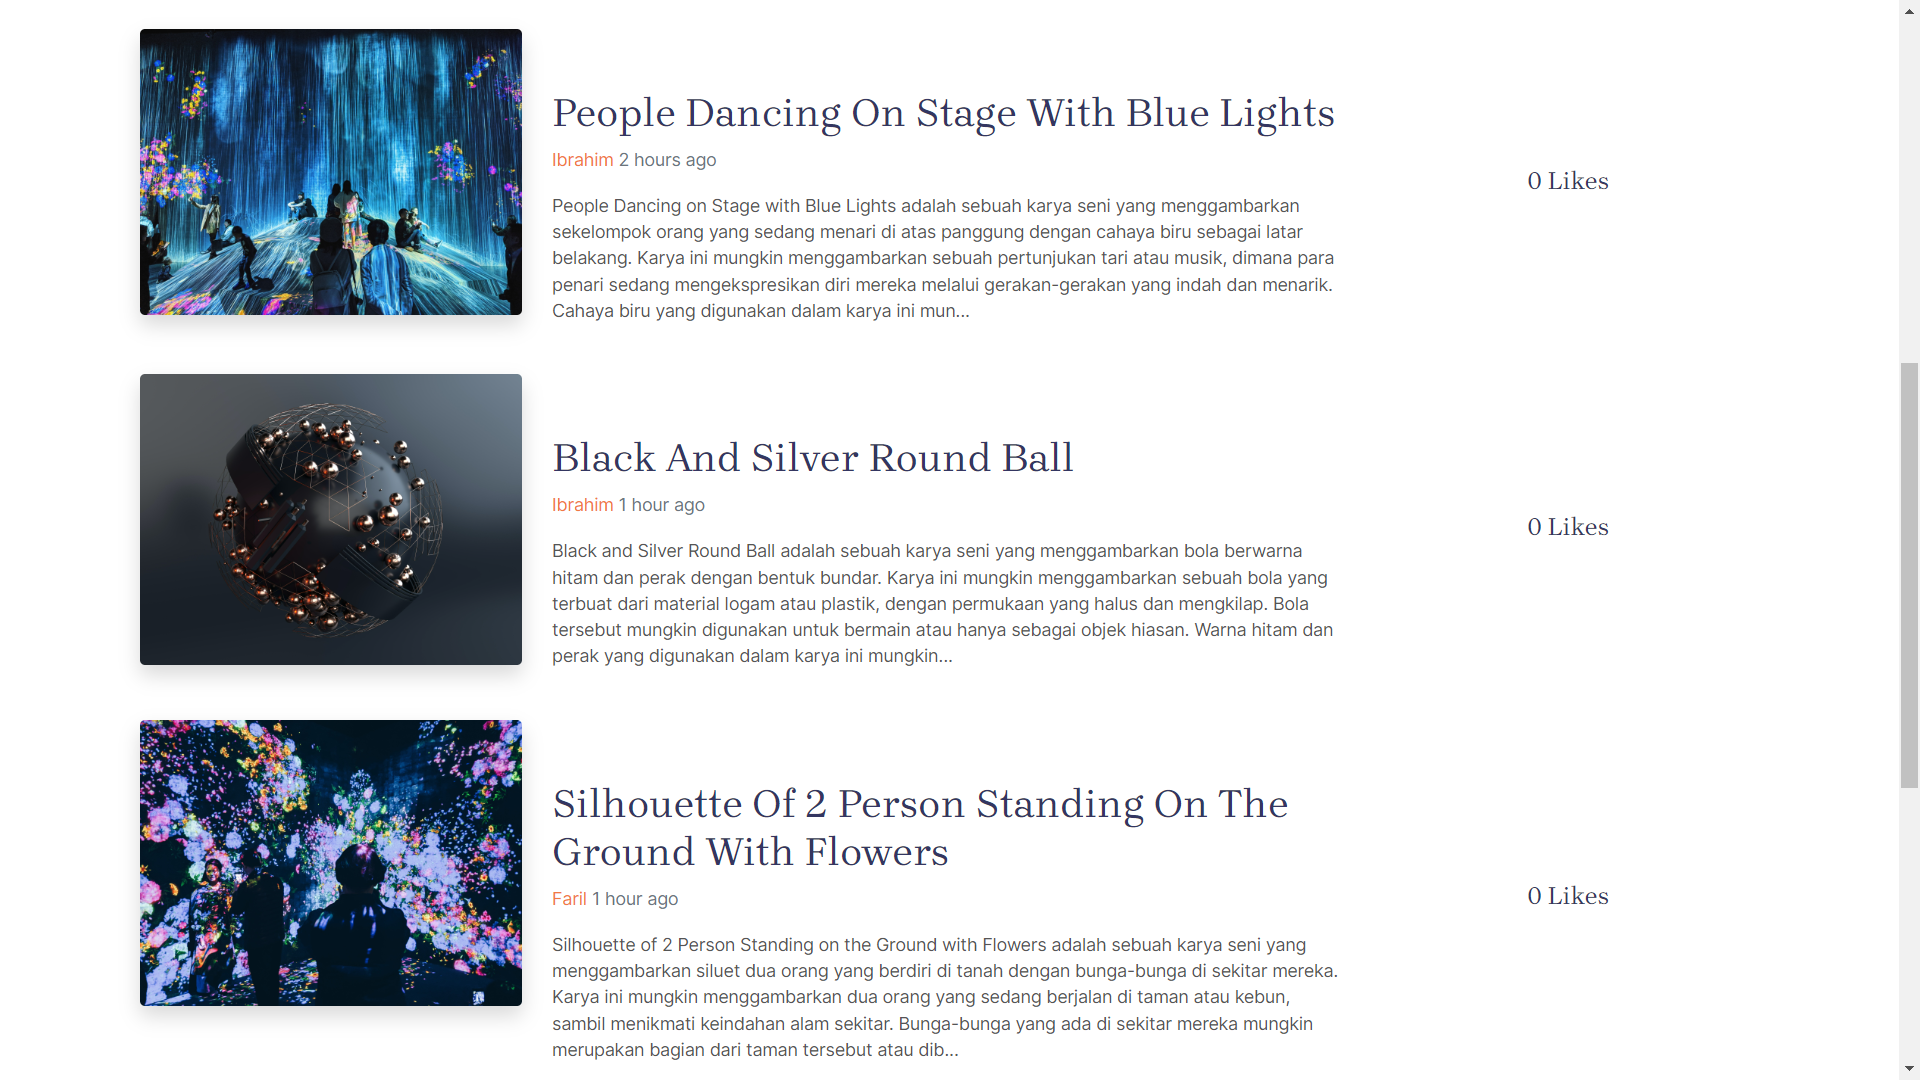 People Dancing On Stage With Blue Lights
Ibrahim 2 hours ago
0 Likes
People Dancing on Stage with Blue Lights adalah sebuah karya seni yang menggambarkan
sekelompok orang yang sedang menari di atas panggung dengan cahaya biru sebagai latar
belakang. Karya ini mungkin menggambarkan sebuah pertunjukan tari atau musik, dimana para
penari sedang mengekspresikan diri mereka melalui gerakan-gerakan yang indah dan menarik.
Cahaya biru yang digunakan dalam karya ini mun...
Black And Silver Round Ball
Ibrahim 1 hour ago
0 Likes
Black and Silver Round Ball adalah sebuah karya seni yang menggambarkan bola berwarna
hitam dan perak dengan bentuk bundar. Karya ini mungkin menggambarkan sebuah bola yang
terbuat dari material logam atau plastik, dengan permukaan yang halus dan mengkilap. Bola
tersebut mungkin digunakan untuk bermain atau hanya sebagai objek hiasan. Warna hitam dan
perak yang digunakan dalam karya ini mungkin...
Silhouette Of 2 Person Standing On The
Ground With Flowers
Faril 1 hour ago
0 Likes
Silhouette of 2 Person Standing on the Ground with Flowers adalah sebuah karya seni yang
menggambarkan siluet dua orang yang berdiri di tanah dengan bunga-bunga di sekitar mereka.
Karya ini mungkin menggambarkan dua orang yang sedang berjalan di taman atau kebun,
sambil menikmati keindahan alam sekitar. Bunga-bunga yang ada di sekitar mereka mungkin
merupakan bagian dari taman tersebut atau dib...